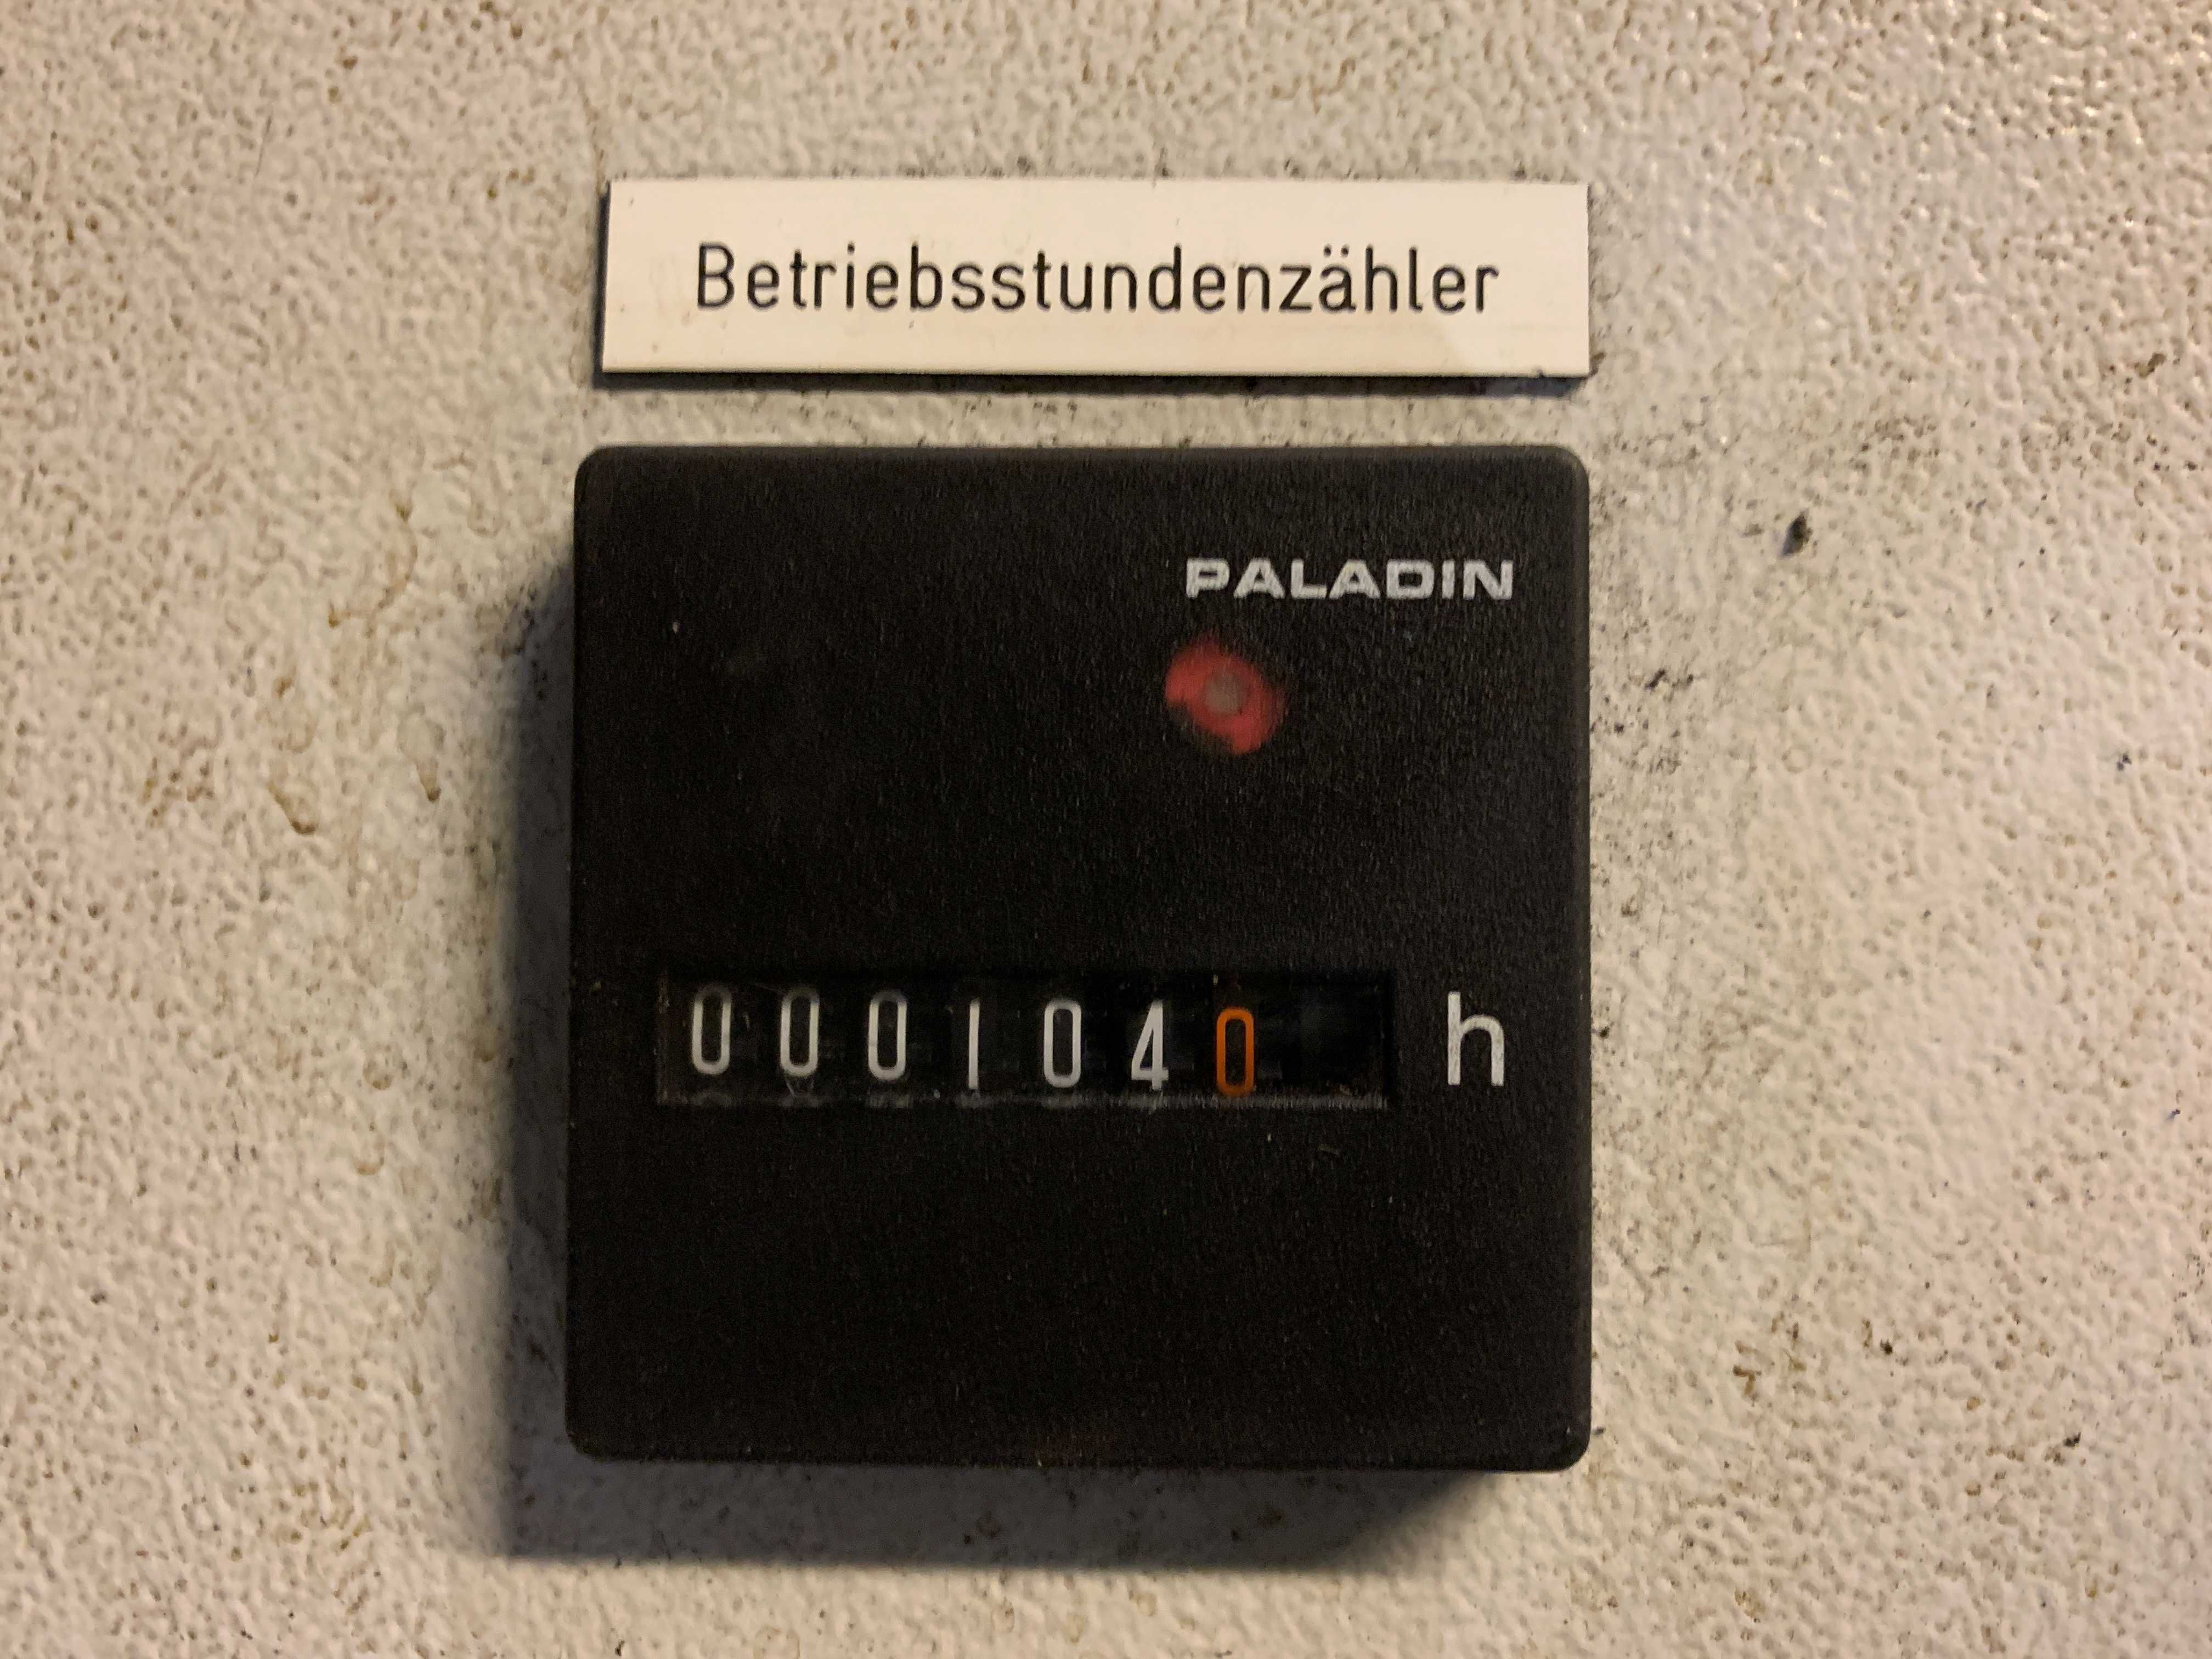 Betriebsstundenzähler
PALADIN
0001040 h